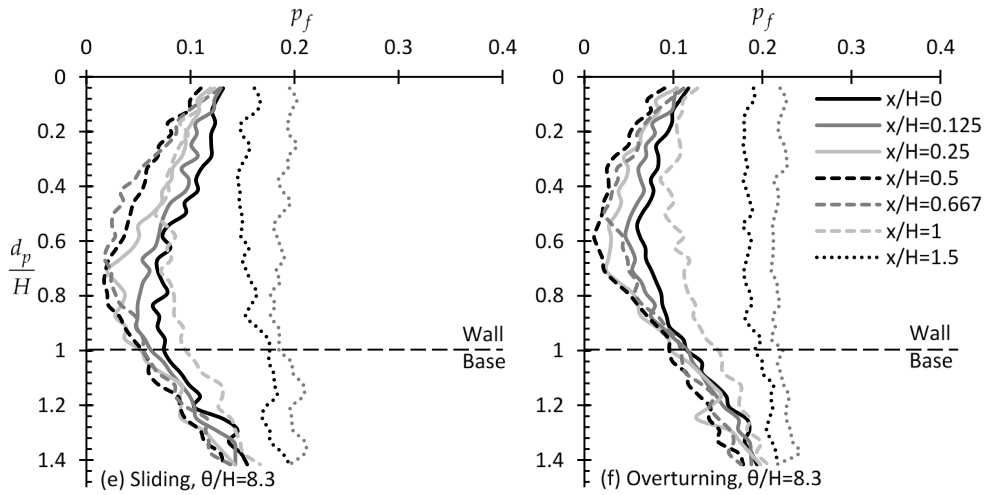 p_f
0 0.1 0.2 0.3 0.4
0
0.2
0.4
0.6
d_p
H
0.8
1
1.2
1.4
Wall
Base
(e) Sliding, θ/H=8.3
p_f
0 0.1 0.2 0.3 0.4
0
0.2
0.4
0.6
0.8
1
1.2
1.4
x/H=0
x/H=0.125
x/H=0.25
x/H=0.5
x/H=0.667
x/H=1
x/H=1.5
Wall
Base
(f) Overturning, θ/H=8.3